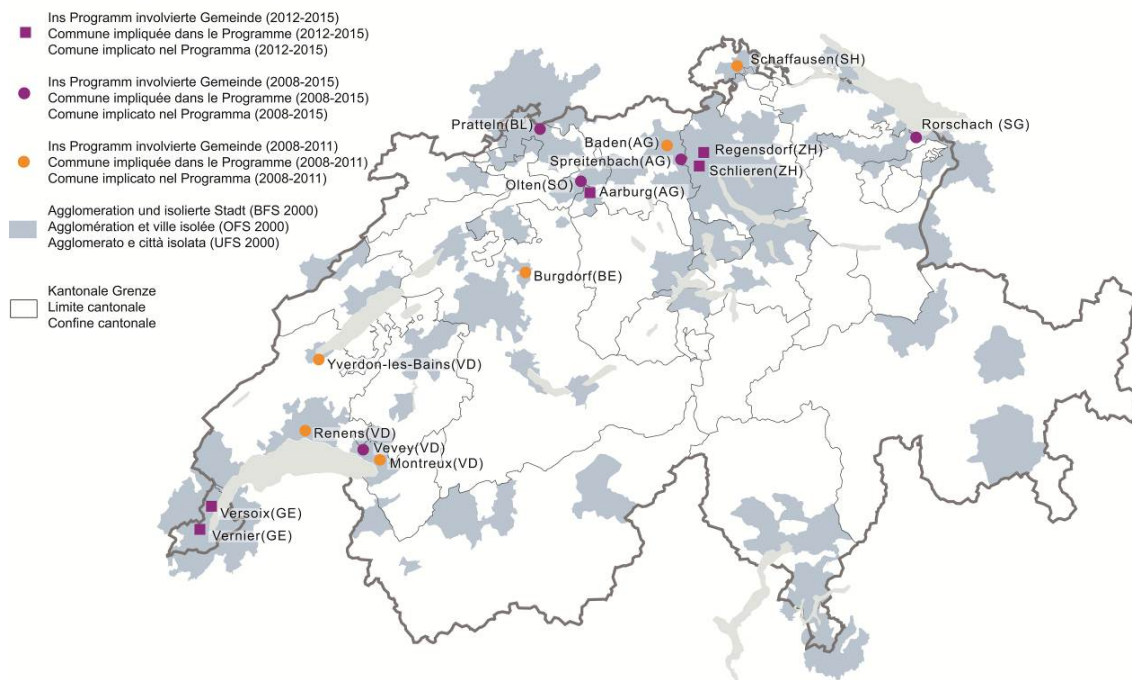 Ins Programm involvierte Gemeinde (2012-2015)
Commune impliquée dans le Programme (2012-2015)
Comune implicato nel Programma (2012-2015)
Ins Programm involvierte Gemeinde (2008-2015)
Commune impliquée dans le Programme (2008-2015)
Comune implicato nel Programma (2008-2015)
Ins Programm involvierte Gemeinde (2008-2011)
Commune impliquée dans le Programme (2008-2011)
Comune implicato nel Programma (2008-2011)
Agglomeration und isolierte Stadt (BFS 2000)
Agglomération et ville isolée (OFS 2000)
Agglomerato e città isolata (UFS 2000)
Kantonale Grenze
Limite cantonale
Confine cantonale
Schaffausen(SH)
Pratteln(BL)
Rorschach (SG)
Baden(AG)
Regensdorf(ZH)
Spreitenbach(AG)
Schlieren(ZH)
Olten(SO)
Aarburg(AG)
Burgdorf(BE)
Yverdon-les-Bains(VD)
Renens(VD)
Vevey(VD)
Montreux(VD)
Versoix(GE)
Vernier(GE)